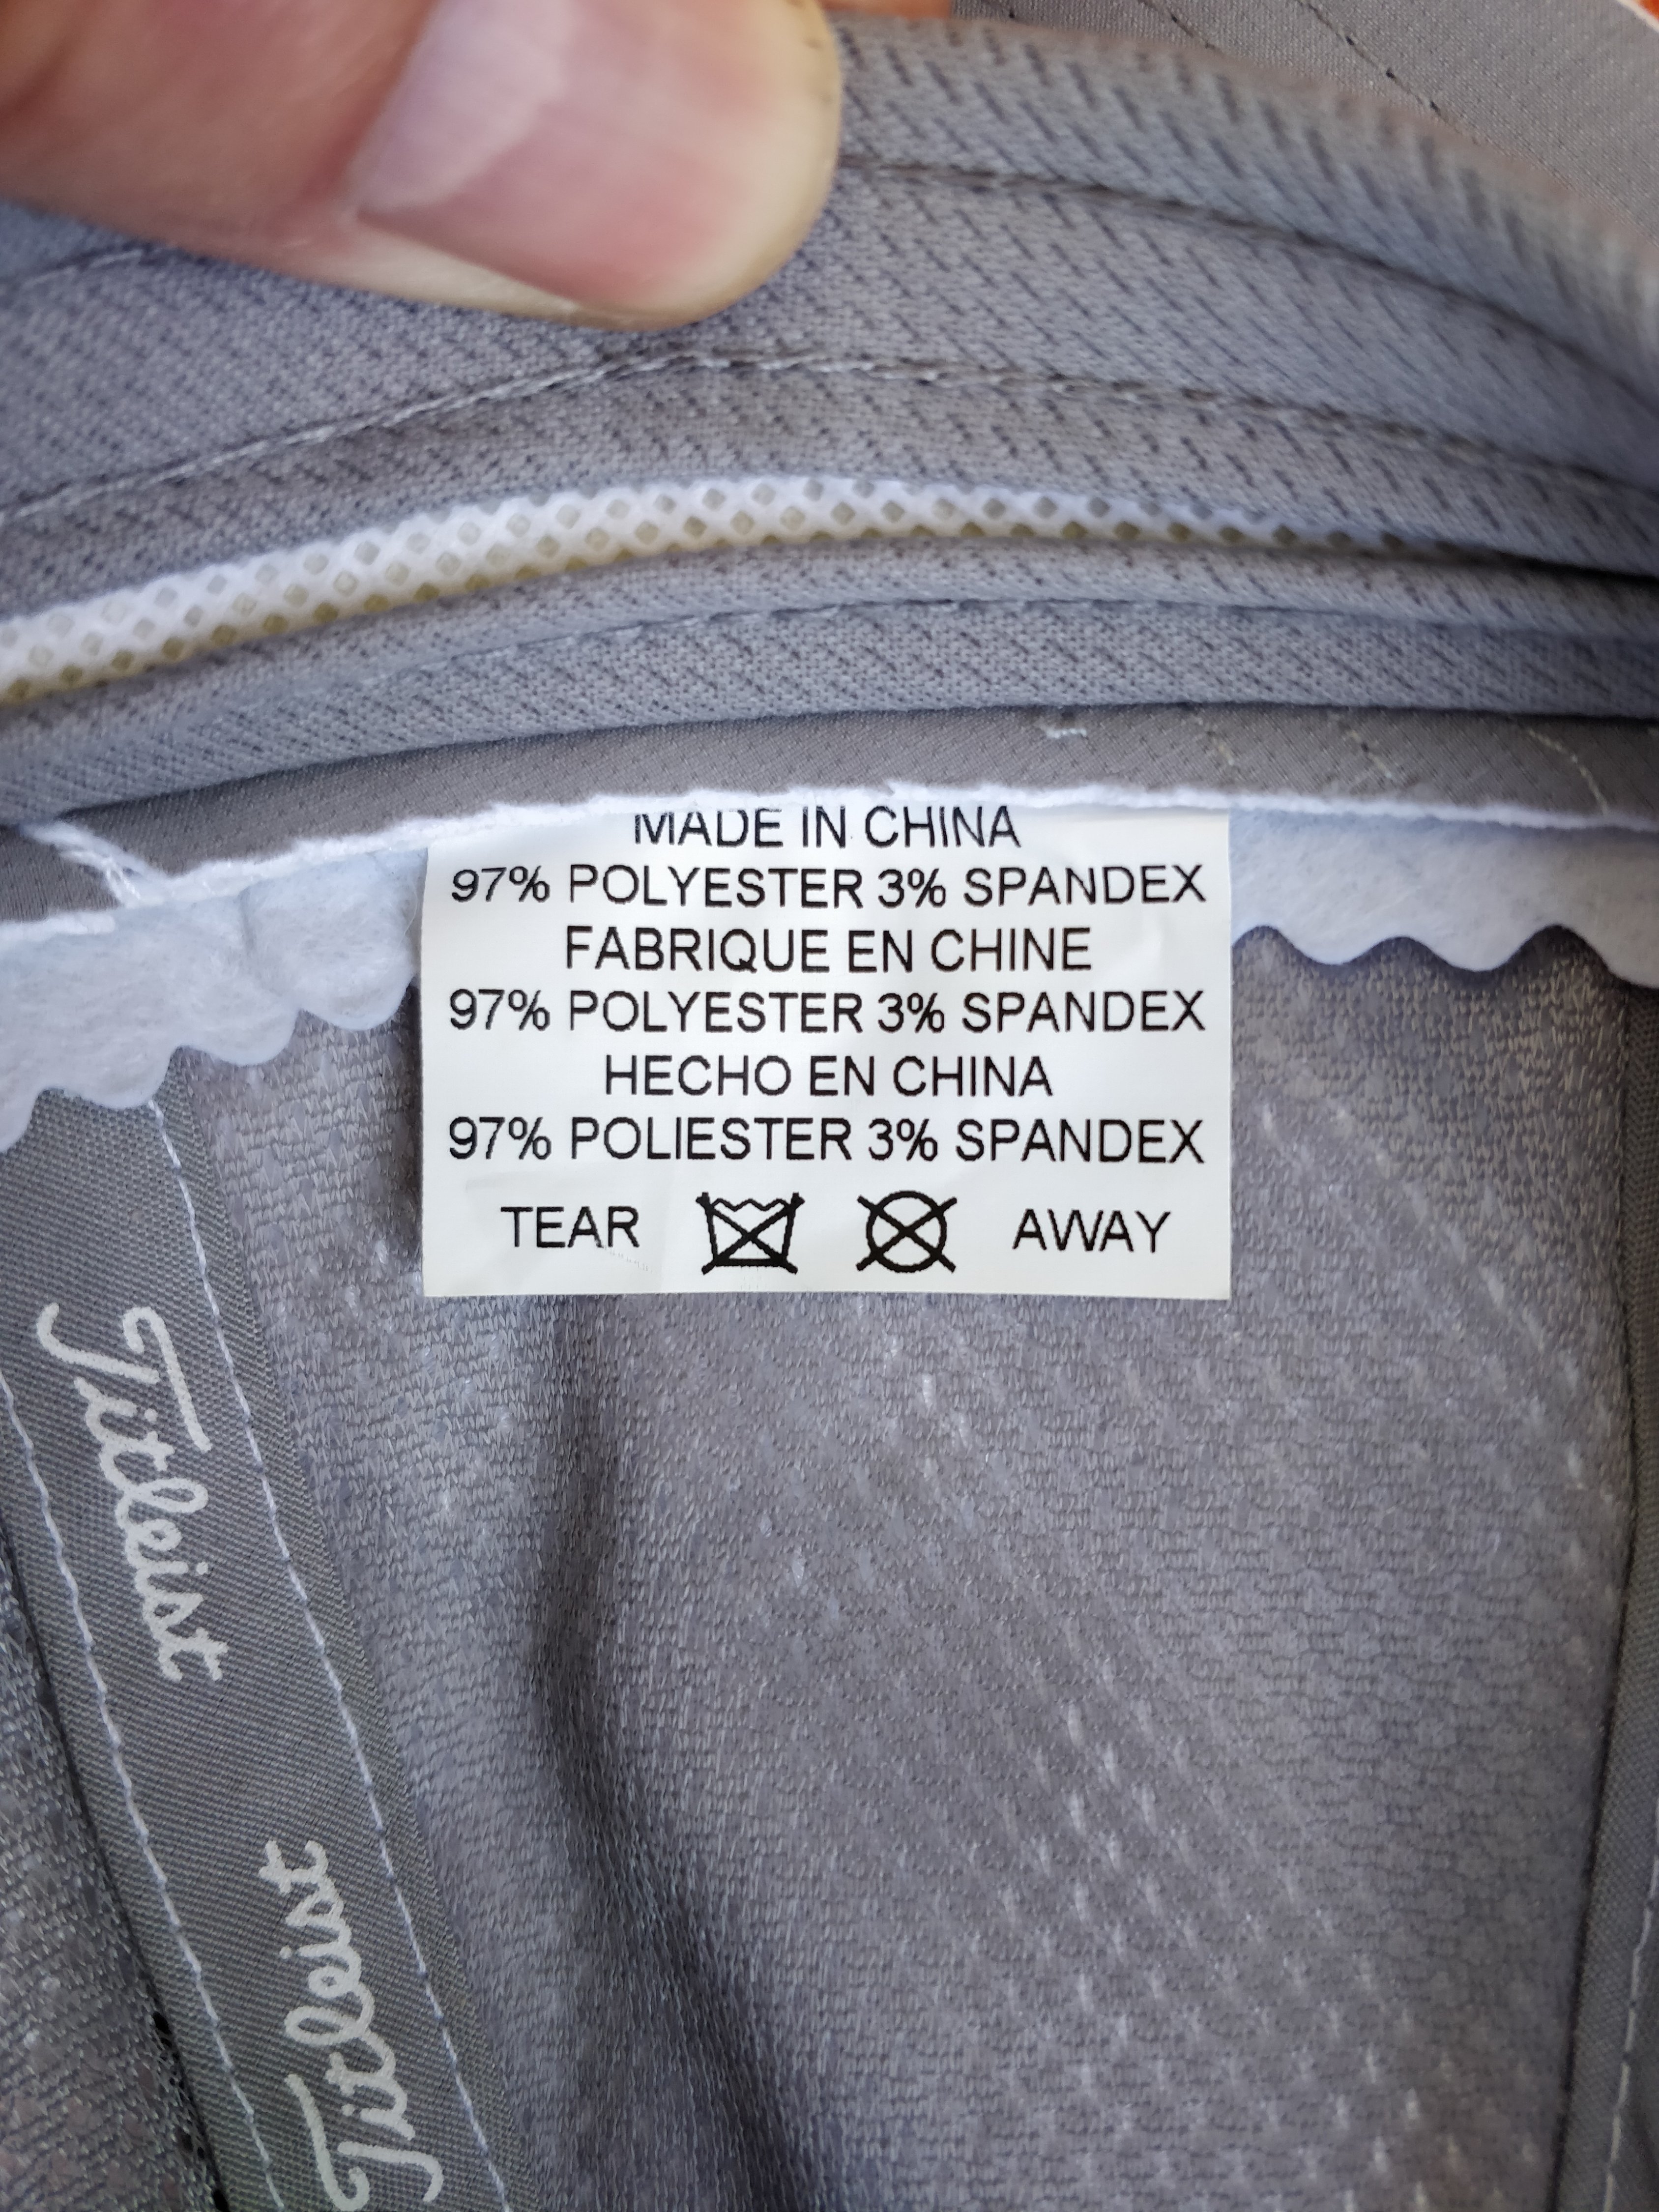 MADE IN CHINA
97% POLYESTER 3% SPANDEX
FABRIQUE EN CHINE
97% POLYESTER 3% SPANDEX
HECHO EN CHINA
97% POLIESTER 3% SPANDEX
TEAR AWAY
Titleist
Titleist